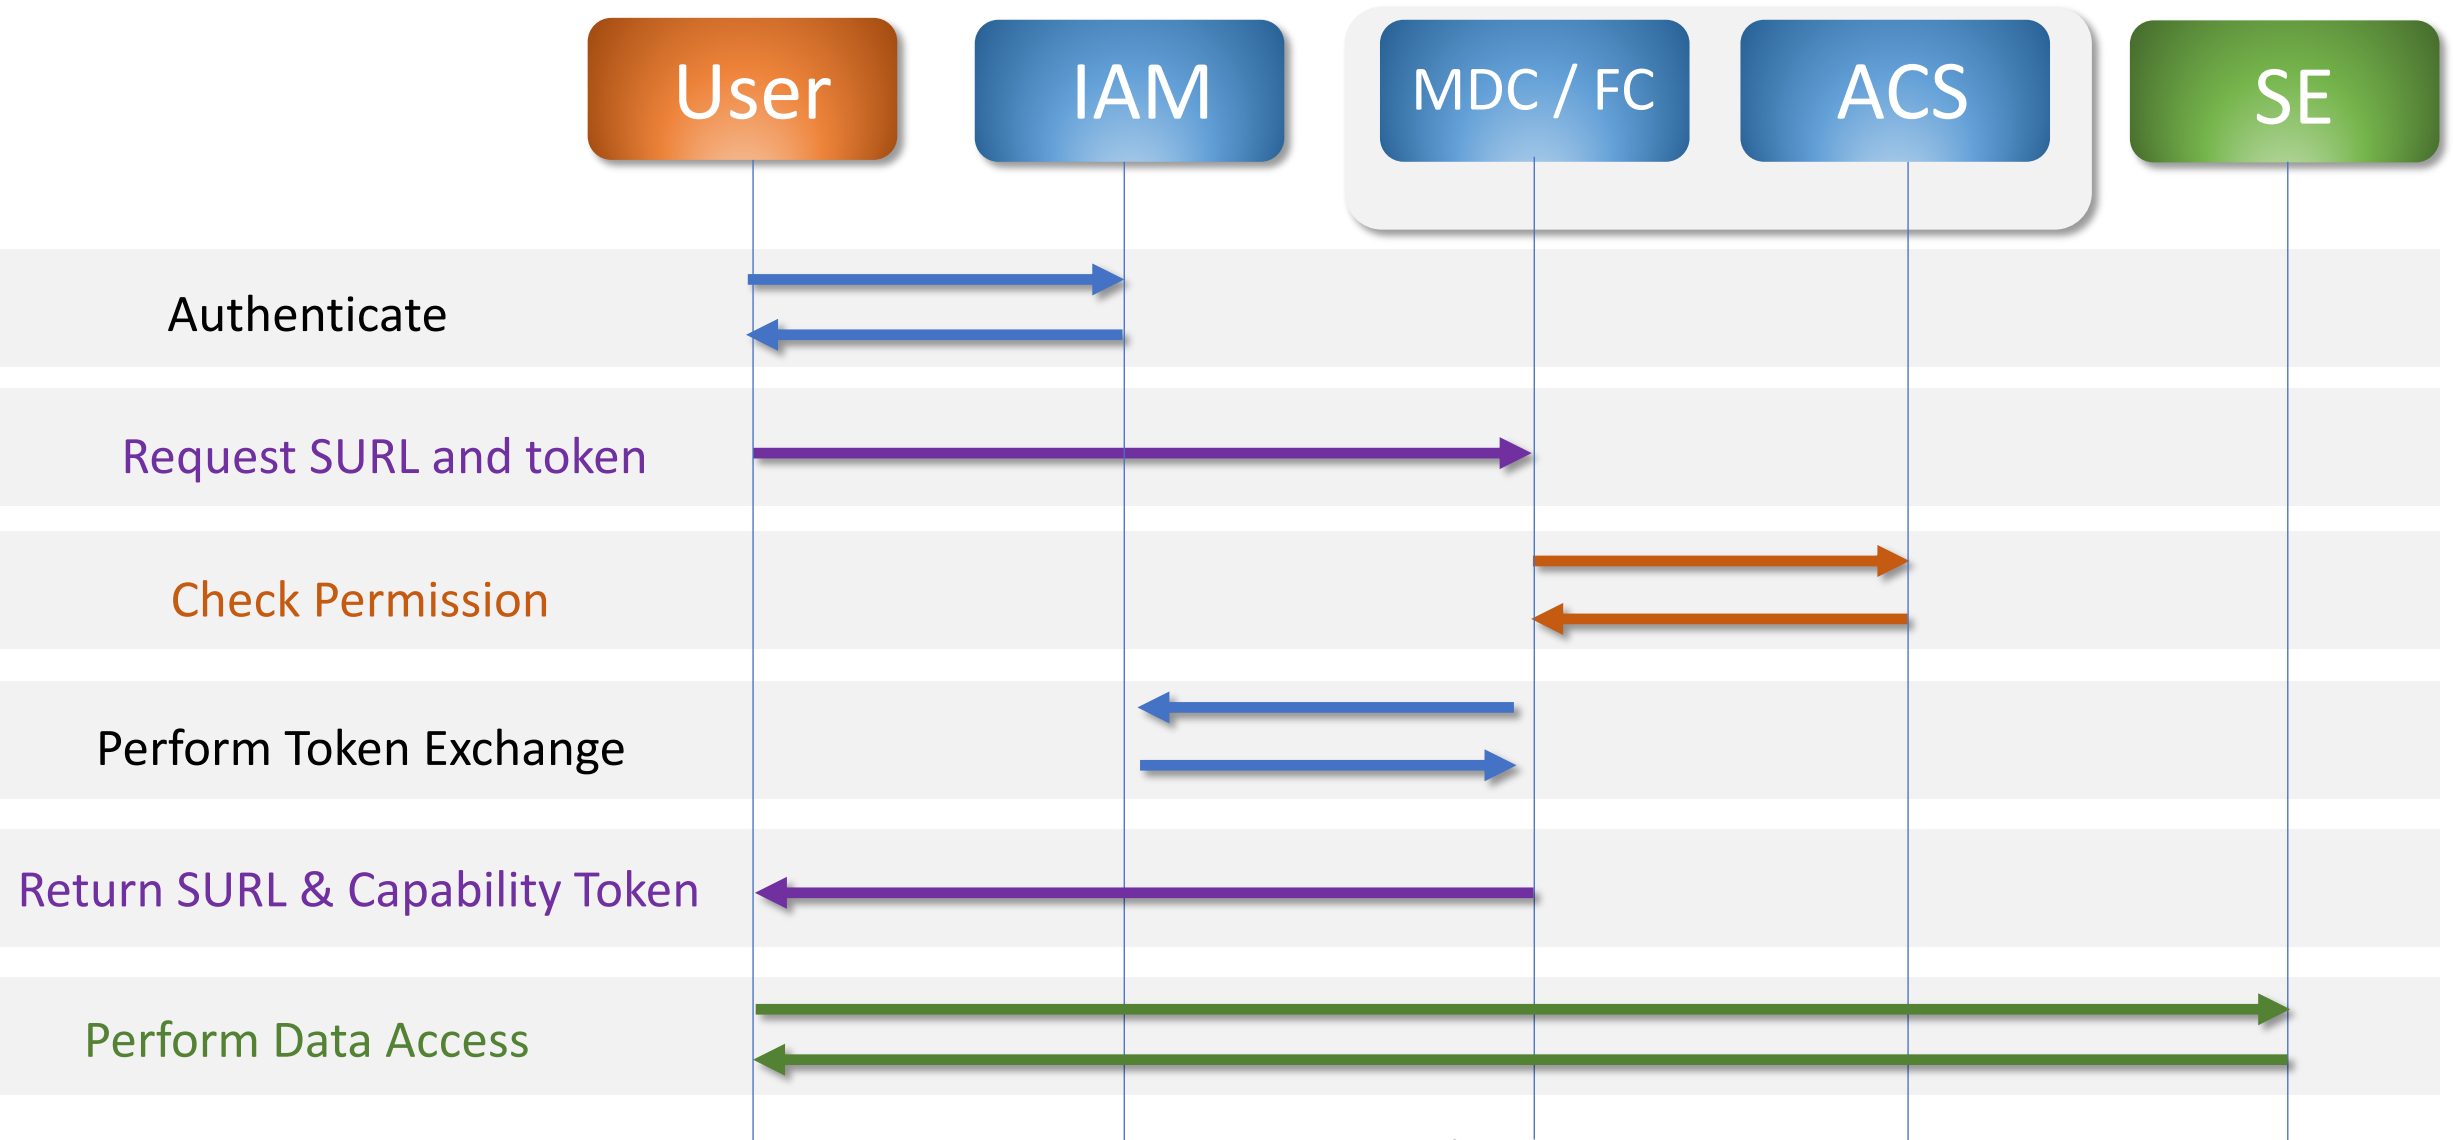 User
IAM
MDC / FC
ACS
SE
Authenticate
Request SURL and token
Check Permission
Perform Token Exchange
Return SURL & Capability Token
Perform Data Access